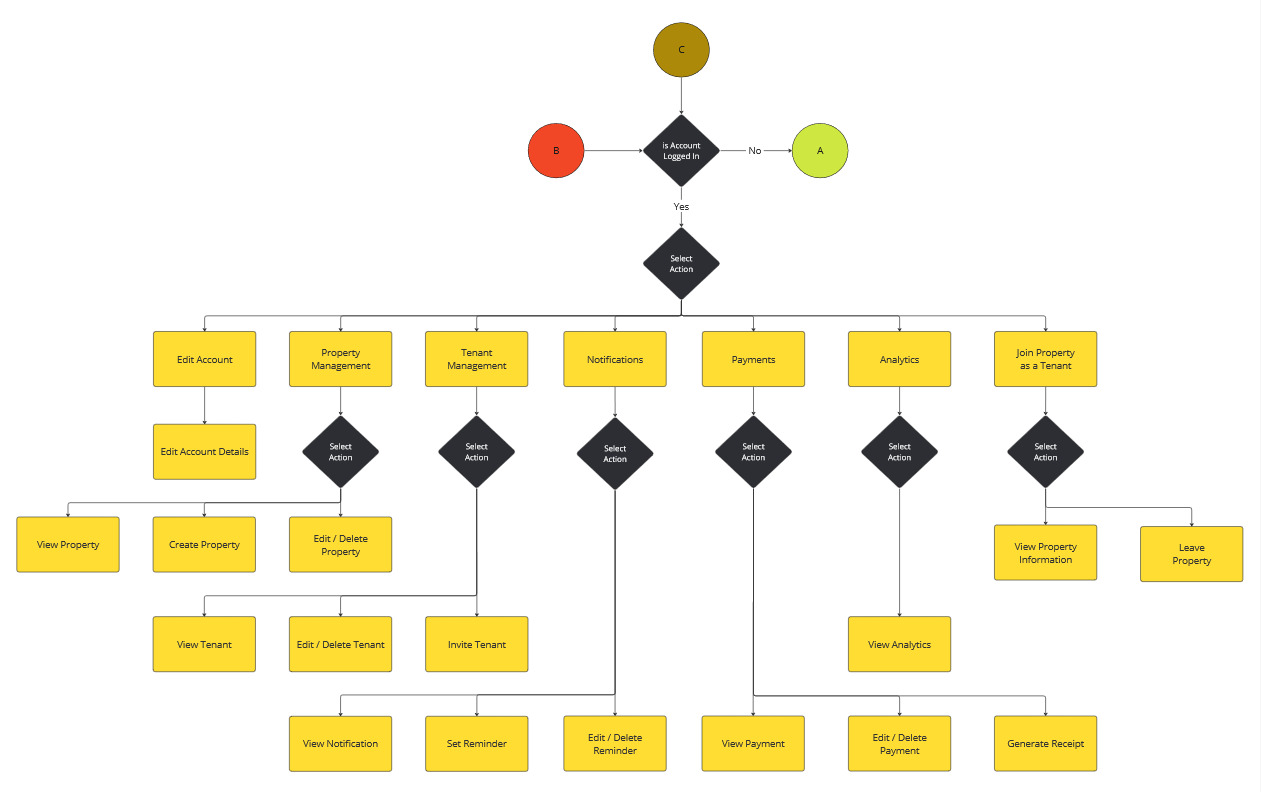 C
B
is Account
Logged In
No
A
Yes
Select
Action
Edit Account
Property
Management
Tenant
Management
Notifications
Payments
Analytics
Join Property
as a Tenant
Edit Account Details
Select
Action
Select
Action
Select
Action
Select
Action
Select
Action
Select
Action
View Property
Create Property
Edit / Delete
Property
View Property
Information
Leave
Property
View Tenant
Edit / Delete Tenant
Invite Tenant
View Analytics
View Notification
Set Reminder
Edit / Delete
Reminder
View Payment
Edit / Delete
Payment
Generate Receipt